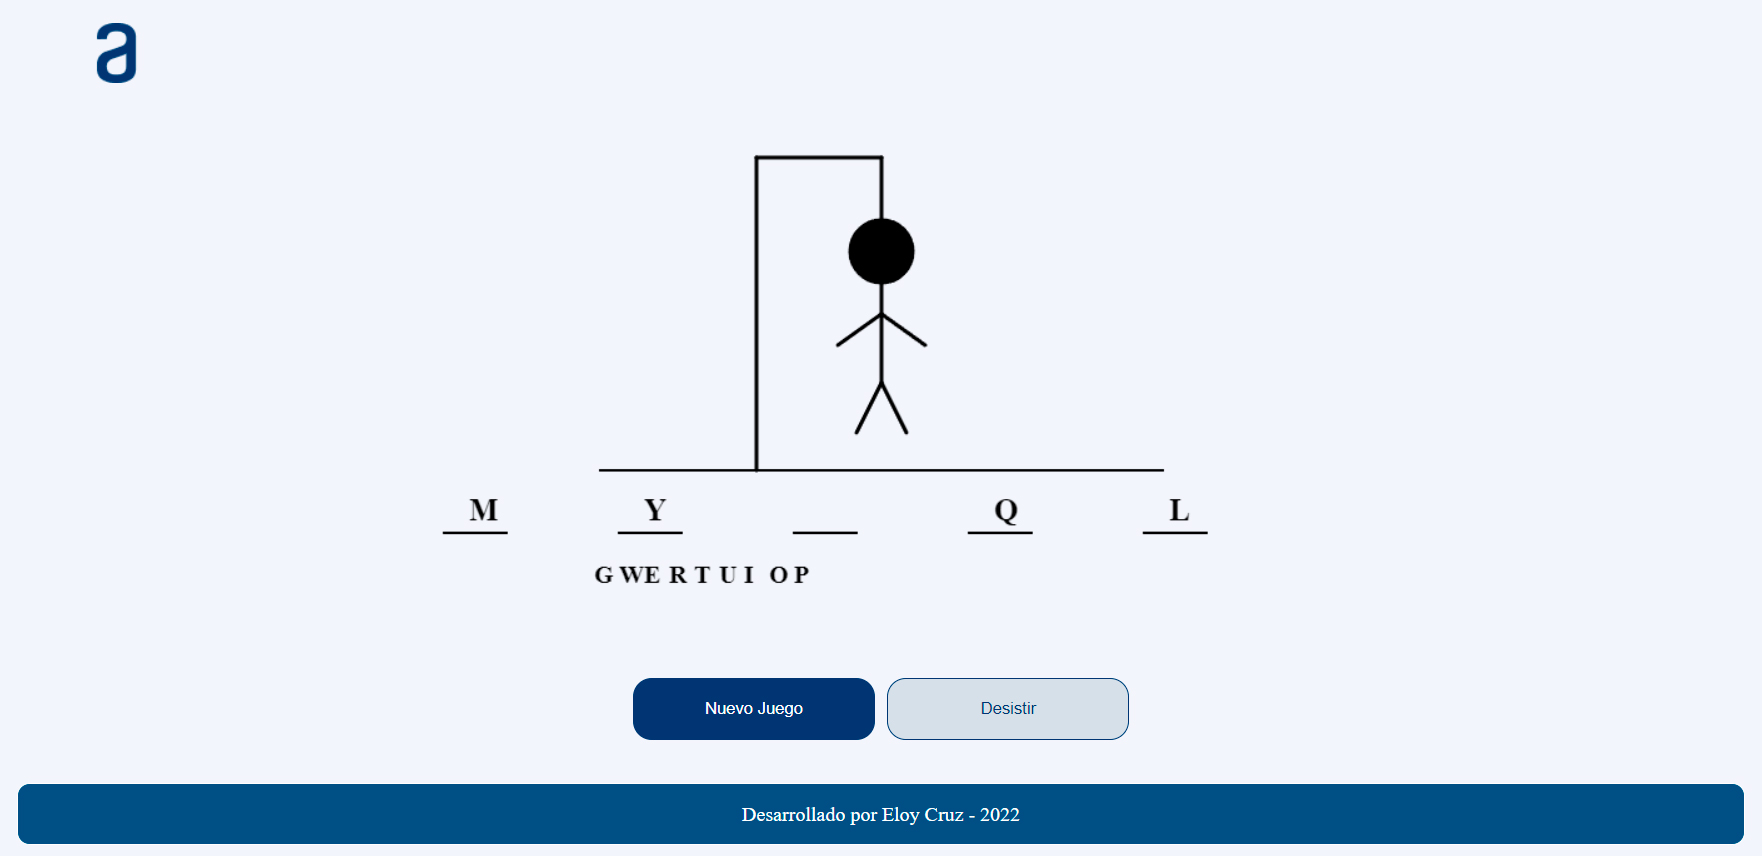 a
M Y Q L
G W E R T U I O P
Nuevo Juego Desistir
Desarrollado por Eloy Cruz - 2022